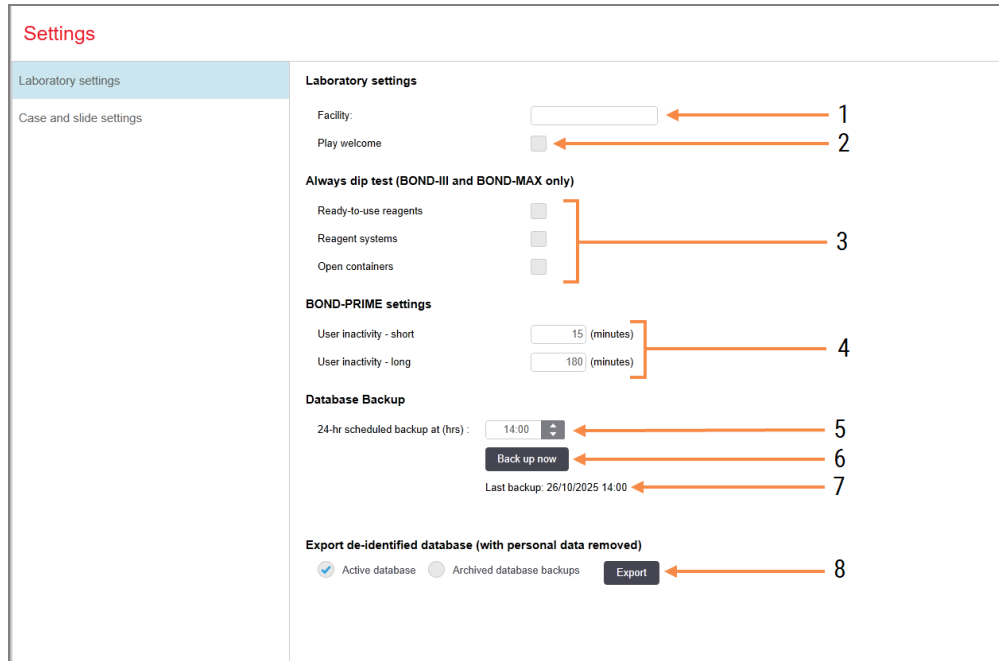 Settings
Laboratory settings
Case and slide settings
Laboratory settings
Facility: 1
Play welcome 2
Always dip test (BOND-III and BOND-MAX only)
Ready-to-use reagents
Reagent systems 3
Open containers
BOND-PRIME settings
User inactivity - short 15 (minutes)
4
User inactivity - long 180 (minutes)
Database Backup
24-hr scheduled backup at (hrs) : 14:00 5
Back up now 6
Last backup: 26/10/2025 14:00 7
Export de-identified database (with personal data removed)
Active database Archived database backups Export 8